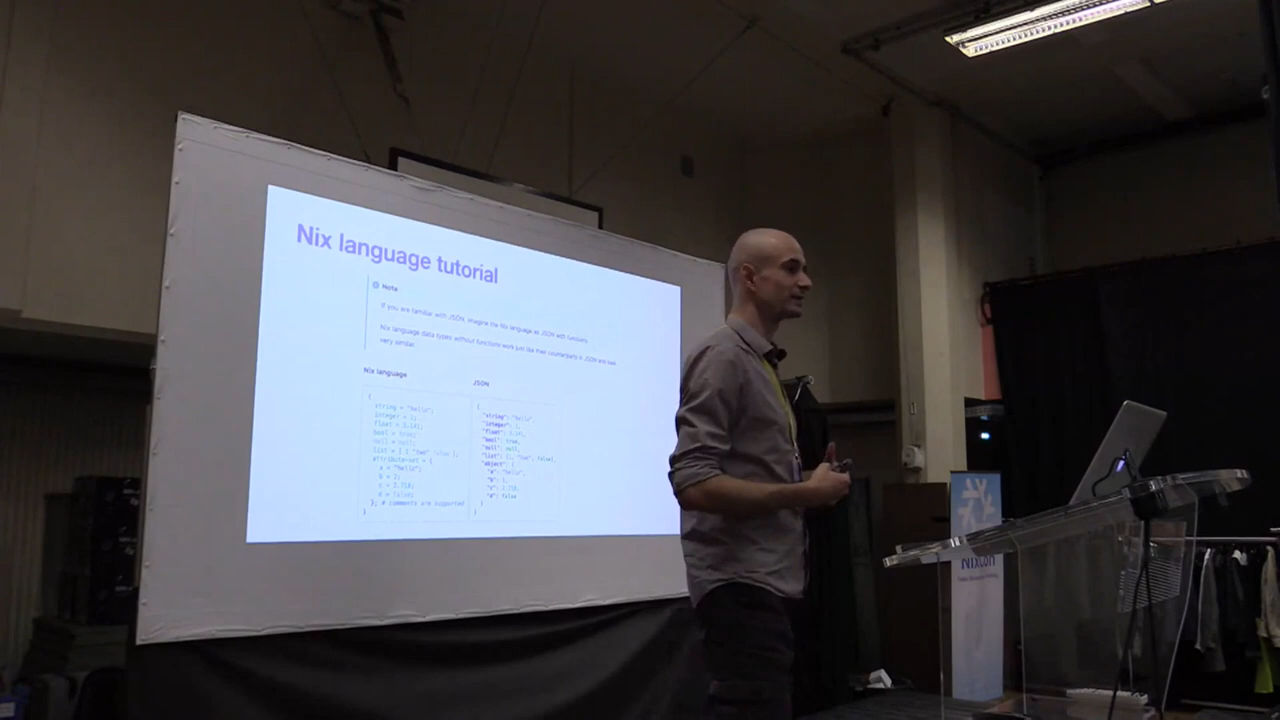 Nix language tutorial
Note
If you are familiar with JSON, imagine the Nix language as JSON with functions.
Nix language data types without functions work just like their counterparts in JSON and look
very similar.
Nix language
JSON
{
string = "hello";
integer = 1;
float = 3.141;
bool = true;
null = null;
list = [ 1 "two" false ];
attribute-set = {
a = "hello";
b = 2;
c = 2.718;
d = false;
}; # comments are supported
}
{
"string": "hello",
"integer": 1,
"float": 3.141,
"bool": true,
"null": null,
"list": [1, "two", false],
"object": {
"a": "hello",
"b": 2,
"c": 2.718,
"d": false
}
}
NixCon